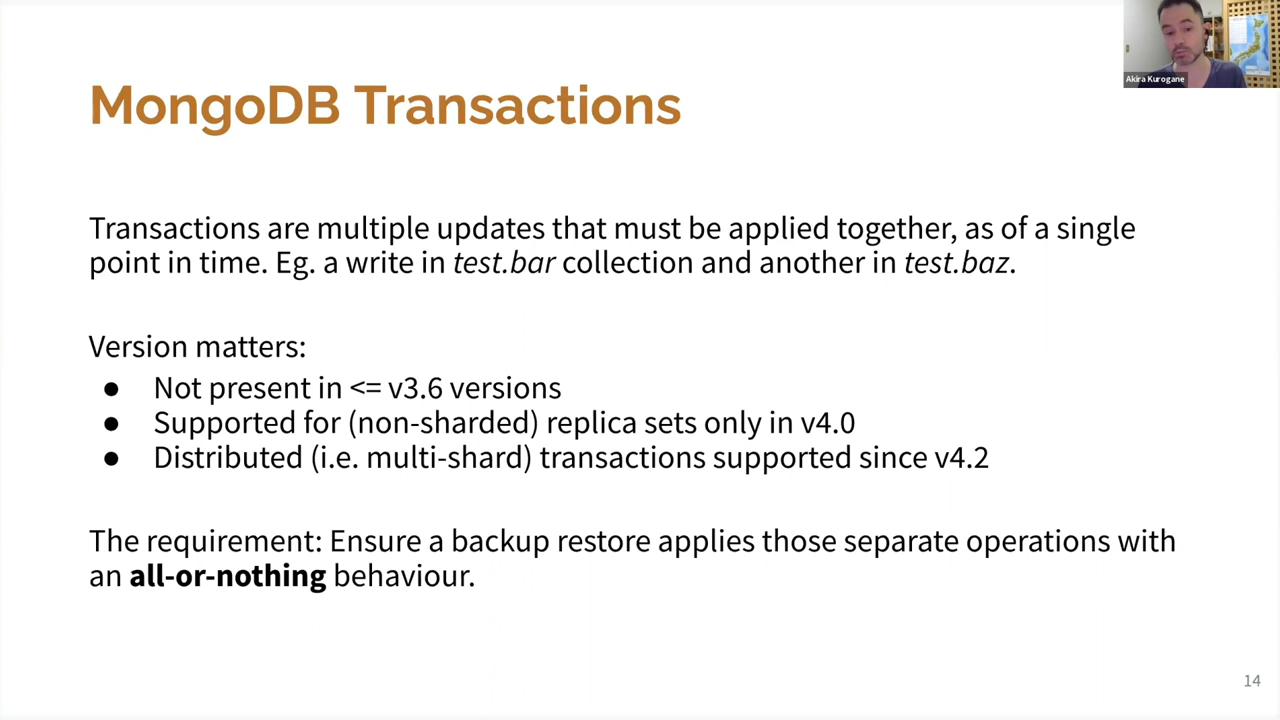 Akira Kurogane
MongoDB Transactions
Transactions are multiple updates that must be applied together, as of a single
point in time. Eg. a write in test.bar collection and another in test.baz.
Version matters:
● Not present in <= v3.6 versions
● Supported for (non-sharded) replica sets only in v4.0
● Distributed (i.e. multi-shard) transactions supported since v4.2
The requirement: Ensure a backup restore applies those separate operations with
an all-or-nothing behaviour.
14